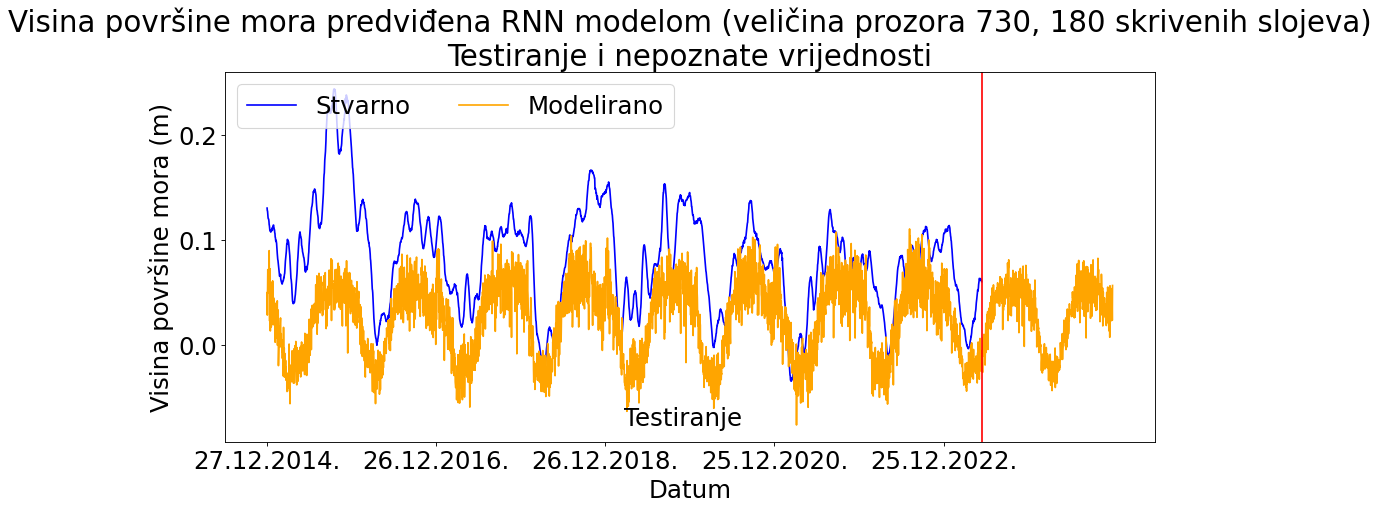 Visina površine mora predviđena RNN modelom (veličina prozora 730, 180 skrivenih slojeva)
Testiranje i nepoznate vrijednosti
Stvarno Modelirano
Visina površine mora (m)
0.2
0.1
0.0
Testiranje
27.12.2014. 26.12.2016. 26.12.2018. 25.12.2020. 25.12.2022.
Datum